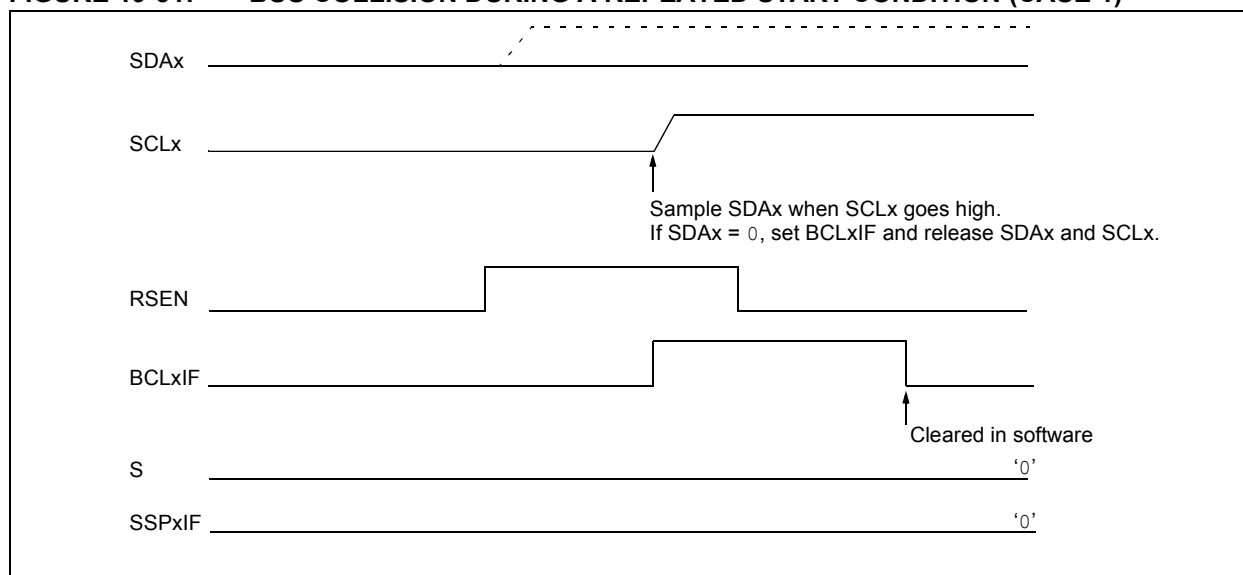 SDAx
SCLx
Sample SDAx when SCLx goes high.
If SDAx = 0, set BCLxIF and release SDAx and SCLx.
RSEN
BCLxIF
Cleared in software
S
‘0’
SSPxIF
‘0’